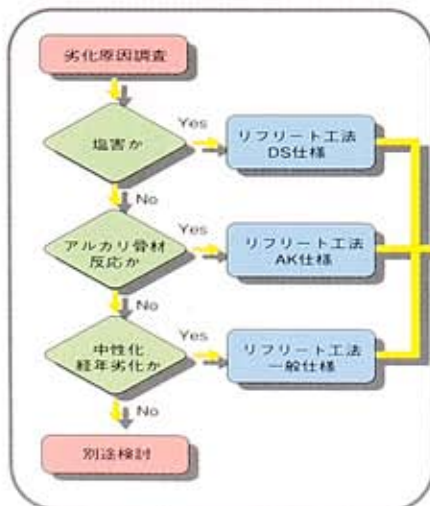 劣化原因調査
塩害か
Yes
リフリート工法
DS仕様
No
アルカリ骨材
反応か
Yes
リフリート工法
AK仕様
No
中性化
経年劣化か
Yes
リフリート工法
一般仕様
No
別途検討